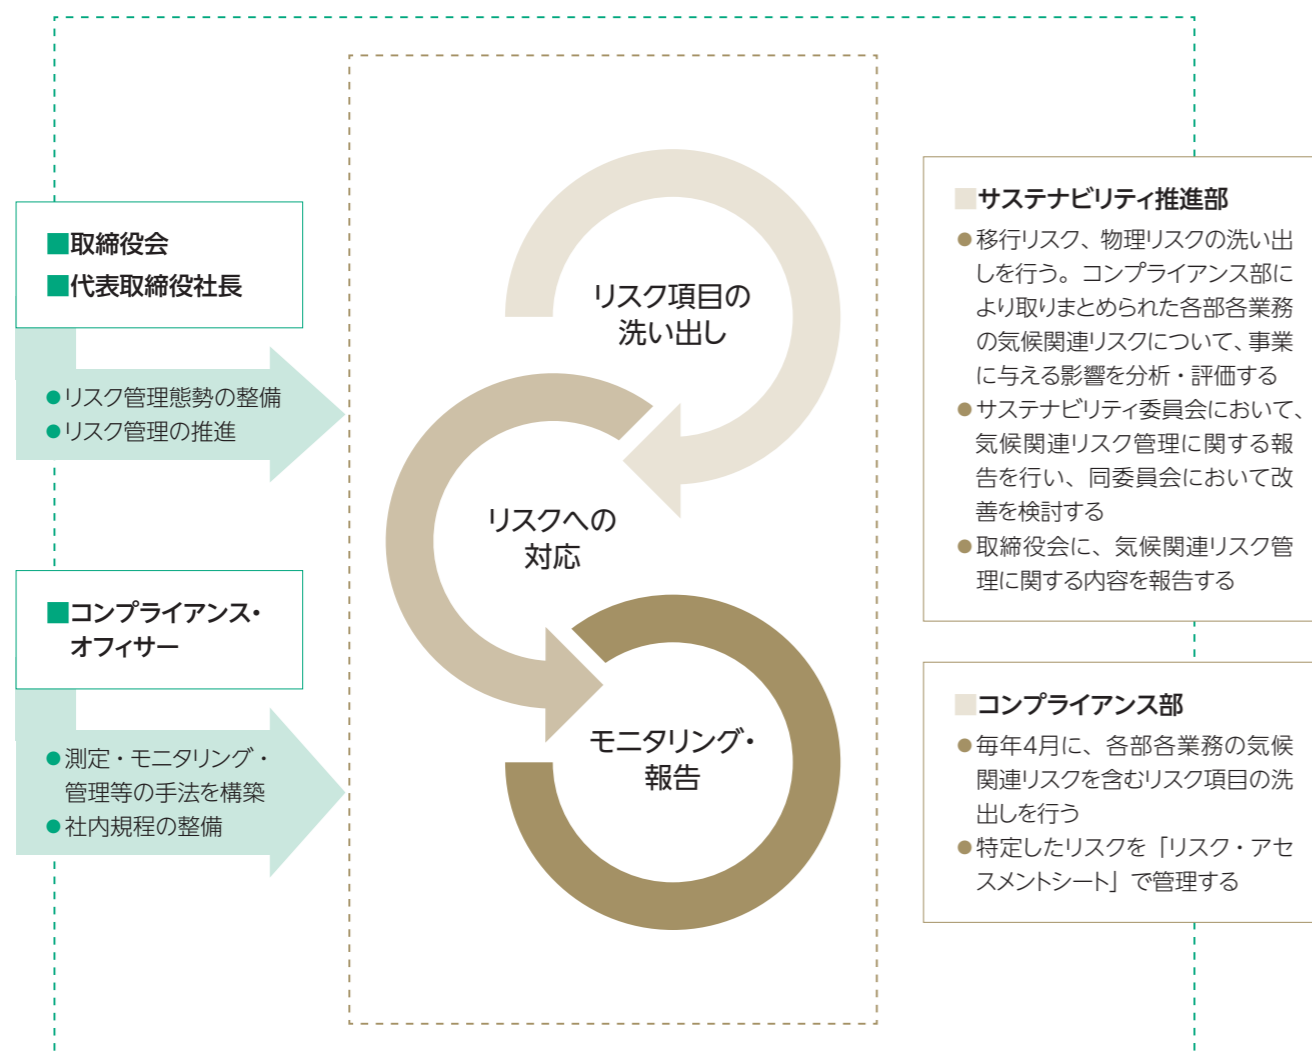 ■取締役会
■代表取締役社長
●リスク管理態勢の整備
●リスク管理の推進
■コンプライアンス・
オフィサー
●測定・モニタリング・
管理等の手法を構築
●社内規程の整備
リスク項目の
洗い出し
リスクへの
対応
モニタリング・
報告
■サステナビリティ推進部
●移行リスク、物理リスクの洗い出
しを行う。コンプライアンス部に
より取りまとめられた各部各業務
の気候関連リスクについて、事業
に与える影響を分析・評価する
●サステナビリティ委員会において、
気候関連リスク管理に関する報
告を行い、同委員会において改
善を検討する
●取締役会に、気候関連リスク管
理に関する内容を報告する
■コンプライアンス部
●毎年4月に、各部各業務の気候
関連リスクを含むリスク項目の洗
出しを行う
●特定したリスクを「リスク・アセ
スメントシート」で管理する